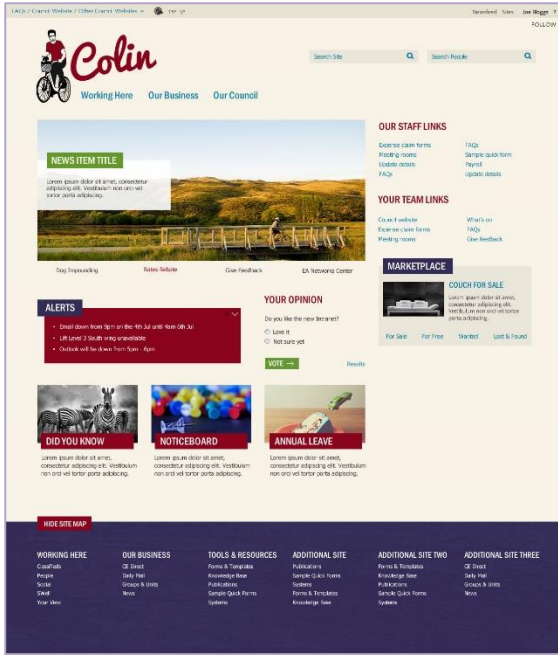 FAQs / Council Website / Other Council Websites
Newsfeed Sites Joe Bloggs ?
FOLLOW
Colin
Search Site
Search People
Working Here Our Business Our Council
NEWS ITEM TITLE
Lorem ipsum dolor sit amet, consectetur
adipiscing elit. Vestibulum non orci vel
tortor porta adipiscing.
Dog Impounding Rates Rebate Give Feedback EA Networks Center
OUR STAFF LINKS
Expense claim forms FAQs
Meeting rooms Sample quick form
Update details Payroll
FAQs Update details
YOUR TEAM LINKS
Council website What's on
Expense claim forms FAQs
Meeting rooms Give feedback
MARKETPLACE
COUCH FOR SALE
Lorem ipsum dolor sit amet,
consectetur adipiscing elit.
Vestibulum non orci vel tortor
porta adipiscing.
For Sale For Free Wanted Lost & Found
ALERTS
Email down from 9pm on the 4th Jul until 4am 6th Jul
Lift Level 3 South wing unavailable
Outlook will be down from 5pm - 6pm
YOUR OPINION
Do you like the new Intranet?
Love it
Not sure yet
VOTE →
Results
DID YOU KNOW
Lorem ipsum dolor sit amet,
consectetur adipiscing elit. Vestibulum
non orci vel tortor porta adipiscing.
NOTICEBOARD
Lorem ipsum dolor sit amet,
consectetur adipiscing elit. Vestibulum
non orci vel tortor porta adipiscing.
ANNUAL LEAVE
Lorem ipsum dolor sit amet,
consectetur adipiscing elit. Vestibulum
non orci vel tortor porta adipiscing.
HIDE SITE MAP
WORKING HERE
Classifieds
People
Social
SWell
Your View
OUR BUSINESS
CE Direct
Daily Mail
Groups & Units
News
TOOLS & RESOURCES
Forms & Templates
Knowledge Base
Publications
Sample Quick Forms
Systems
ADDITIONAL SITE
Publications
Sample Quick Forms
Systems
Forms & Templates
Knowledge Base
ADDITIONAL SITE TWO
Forms & Templates
Knowledge Base
Publications
Sample Quick Forms
Systems
ADDITIONAL SITE THREE
CE Direct
Daily Mail
Groups & Units
News